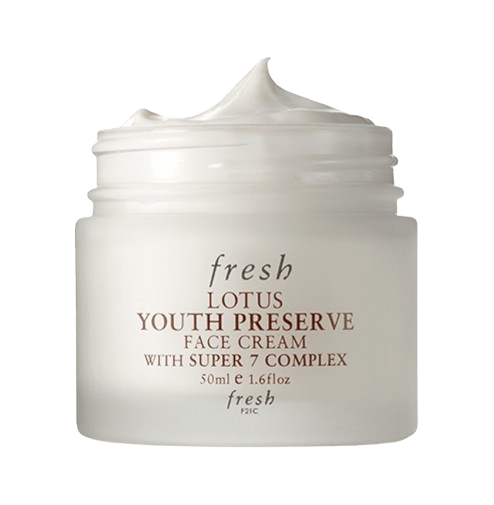 fresh
LOTUS
YOUTH PRESERVE
FACE CREAM
WITH SUPER 7 COMPLEX
50ml e 1.6floz
fresh
F21C